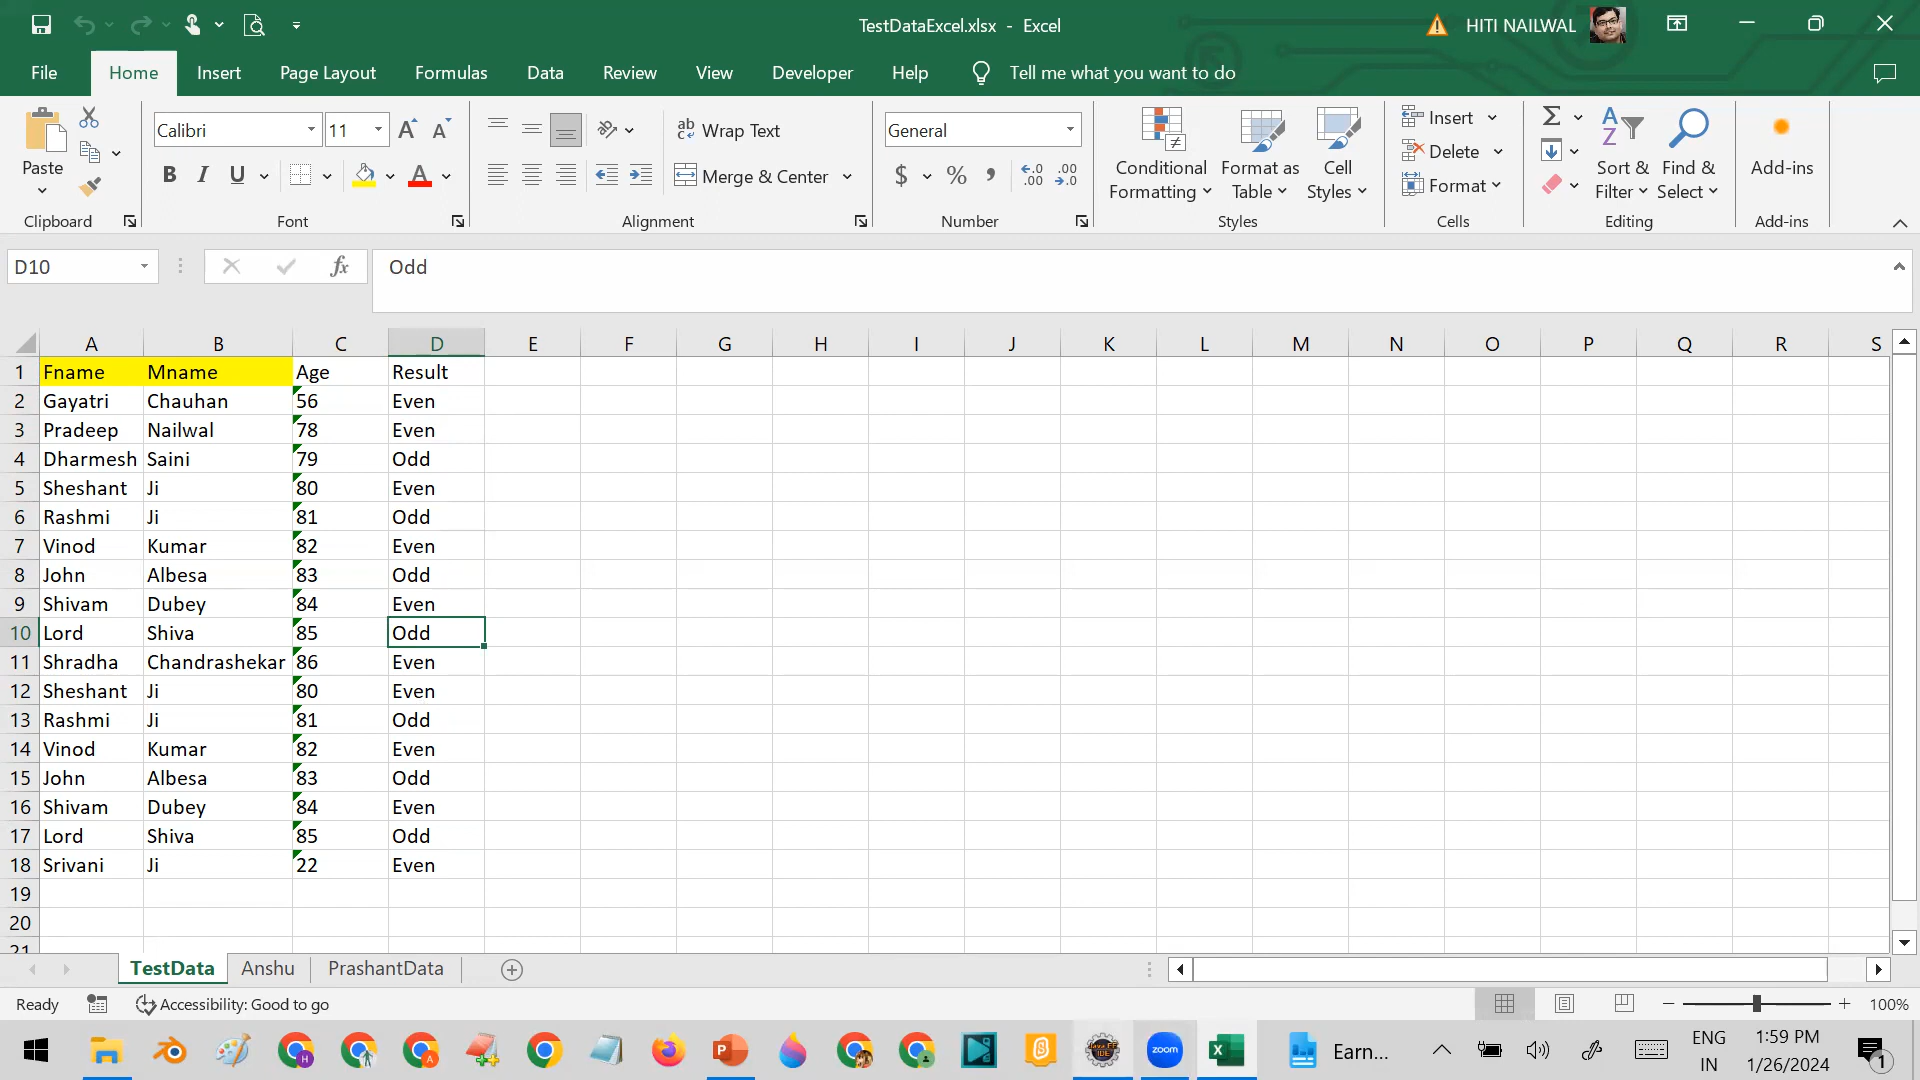 TestDataExcel.xlsx - Excel
HITI NAILWAL
File Home Insert Page Layout Formulas Data Review View Developer Help Tell me what you want to do
Paste
Clipboard
Calibri 11
B I U
Font
Wrap Text
Merge & Center
Alignment
General
$ % ,
Number
Conditional Formatting
Format as Table
Cell Styles
Styles
Insert
Delete
Format
Cells
Sort & Filter
Find & Select
Editing
Add-ins
Add-ins
D10 fx Odd
A B C D E F G H I J K L M N O P Q R S
1 Fname Mname Age Result
2 Gayatri Chauhan 56 Even
3 Pradeep Nailwal 78 Even
4 Dharmesh Saini 79 Odd
5 Sheshant Ji 80 Even
6 Rashmi Ji 81 Odd
7 Vinod Kumar 82 Even
8 John Albesa 83 Odd
9 Shivam Dubey 84 Even
10 Lord Shiva 85 Odd
11 Shradha Chandrashekar 86 Even
12 Sheshant Ji 80 Even
13 Rashmi Ji 81 Odd
14 Vinod Kumar 82 Even
15 John Albesa 83 Odd
16 Shivam Dubey 84 Even
17 Lord Shiva 85 Odd
18 Srivani Ji 22 Even
19
20
21
TestData Anshu PrashantData
Ready Accessibility: Good to go 100%
zoom
Earn...
ENG
IN
1:59 PM
1/26/2024
1